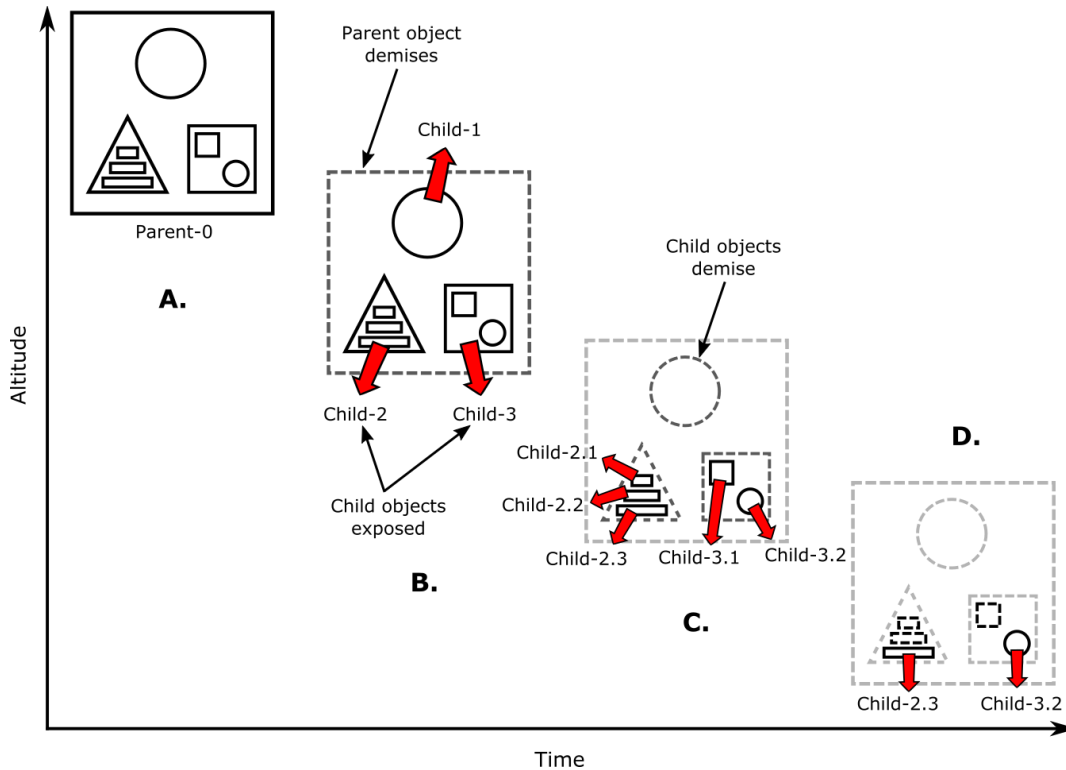 Parent object
demises
Child-1
Parent-0
A.
Child objects
demise
Altitude
Child-2
Child-3
Child-2.1
D.
Child objects
exposed
Child-2.2
Child-2.3
Child-3.1
Child-3.2
B.
C.
Child-2.3
Child-3.2
Time